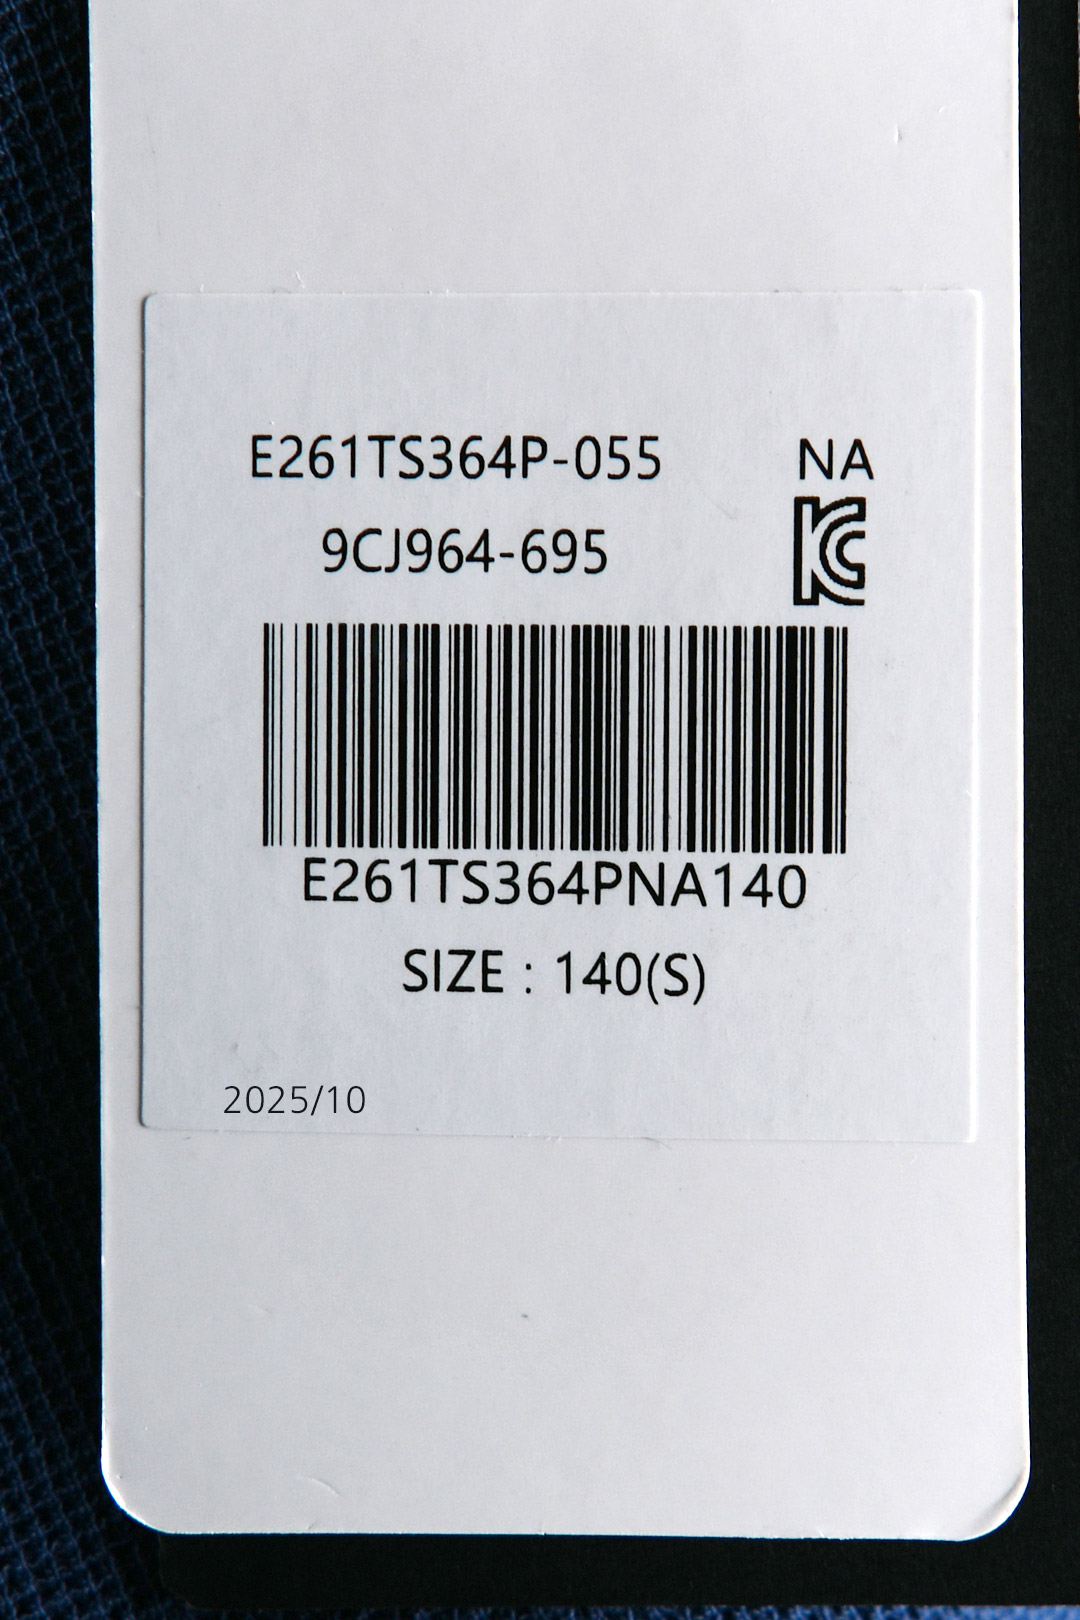 E261TS364P-055 NA
9CJ964-695
E261TS364PNA140
SIZE : 140(S)
2025/10